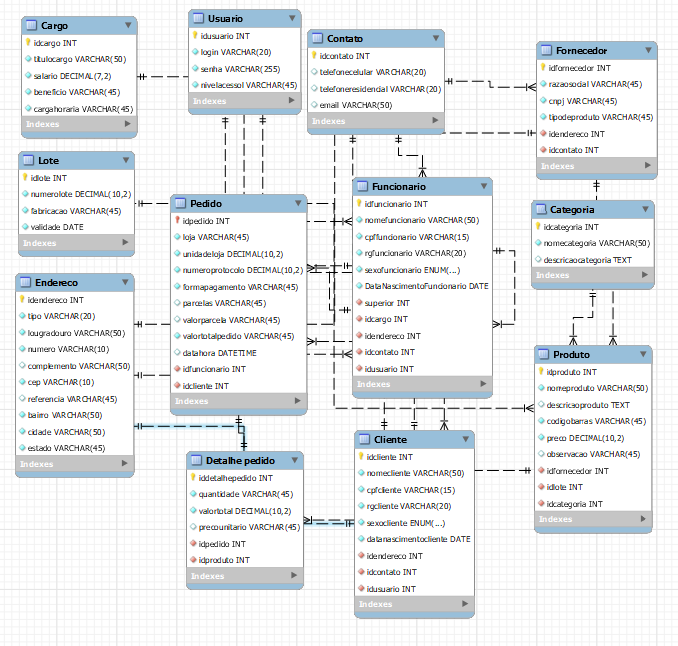 Cargo
idcargo INT
titulocargo VARCHAR(50)
salario DECIMAL(7,2)
beneficio VARCHAR(45)
cargahoraria VARCHAR(45)
Indexes
Usuario
idusuario INT
login VARCHAR(20)
senha VARCHAR(255)
nivelacessol VARCHAR(45)
Indexes
Contato
idcontato INT
telefonecelular VARCHAR(20)
telefoneresidencial VARCHAR(20)
email VARCHAR(50)
Indexes
Fornecedor
idfornecedor INT
razaosocial VARCHAR(45)
cnpj VARCHAR(45)
tipodeproduto VARCHAR(45)
idendereco INT
idcontato INT
Indexes
Lote
idlote INT
numerolote DECIMAL(10,2)
fabricacao VARCHAR(45)
validade DATE
Indexes
Pedido
idpedido INT
loja VARCHAR(45)
unidadeloja DECIMAL(10,2)
numeroprotocolo DECIMAL(10,2)
formapagamento VARCHAR(45)
parcelas VARCHAR(45)
valorparcela VARCHAR(45)
valortotalpedido VARCHAR(45)
datahora DATETIME
idfuncionario INT
idcliente INT
Indexes
Funcionario
idfuncionario INT
nomefuncionario VARCHAR(50)
cpffuncionario VARCHAR(15)
rgfuncionario VARCHAR(20)
sexofuncionario ENUM(...)
DataNascimentoFuncionario DATE
superior INT
idcargo INT
idendereco INT
idcontato INT
idusuario INT
Indexes
Categoria
idcategoria INT
nomecategoria VARCHAR(50)
descricaocategoria TEXT
Indexes
Endereco
idendereco INT
tipo VARCHAR(20)
lougradouro VARCHAR(50)
numero VARCHAR(10)
complemento VARCHAR(50)
cep VARCHAR(10)
referencia VARCHAR(45)
bairro VARCHAR(50)
cidade VARCHAR(50)
estado VARCHAR(45)
Indexes
Produto
idproduto INT
nomeproduto VARCHAR(50)
descricaoproduto TEXT
codigobarras VARCHAR(45)
preco DECIMAL(10,2)
observacao VARCHAR(45)
idfornecedor INT
idlote INT
idcategoria INT
Indexes
Detalhe pedido
iddetalhepedido INT
quantidade VARCHAR(45)
valortotal DECIMAL(10,2)
precounitario VARCHAR(45)
idpedido INT
idproduto INT
Indexes
Cliente
idcliente INT
nomecliente VARCHAR(50)
cpfcliente VARCHAR(15)
rgcliente VARCHAR(20)
sexocliente ENUM(...)
datanascimentocliente DATE
idendereco INT
idcontato INT
idusuario INT
Indexes